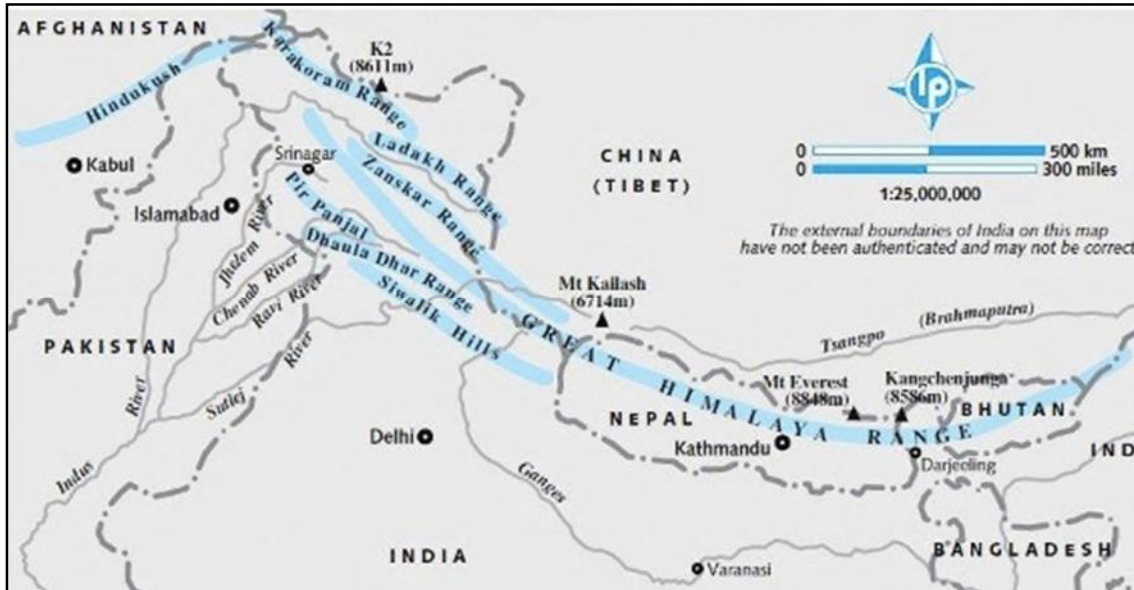 AFGHANISTAN
Karakoram Range
K2
(8611m)
Hindukush
TP
Kabul
Srinagar
Ladakh Range
Zanskar Range
CHINA
(TIBET)
0 500 km
0 300 miles
1:25,000,000
Islamabad
Pir Panjal
Jhelem River
Dhaula Dhar Range
The external boundaries of India on this map
have not been authenticated and may not be correct
Chenab River
Ravi River
Siwalik Hills
Mt Kailash
(6714m)
GREAT HIMALAYA RANGE
Tsangpo (Brahmaputra)
PAKISTAN
River
Sutlej River
Mt Everest
(8848m)
Kangchenjunga
(8586m)
NEPAL
BHUTAN
Delhi
Kathmandu
Darjeeling
IND
Indus
Ganges
INDIA
Varanasi
BANGLADESH